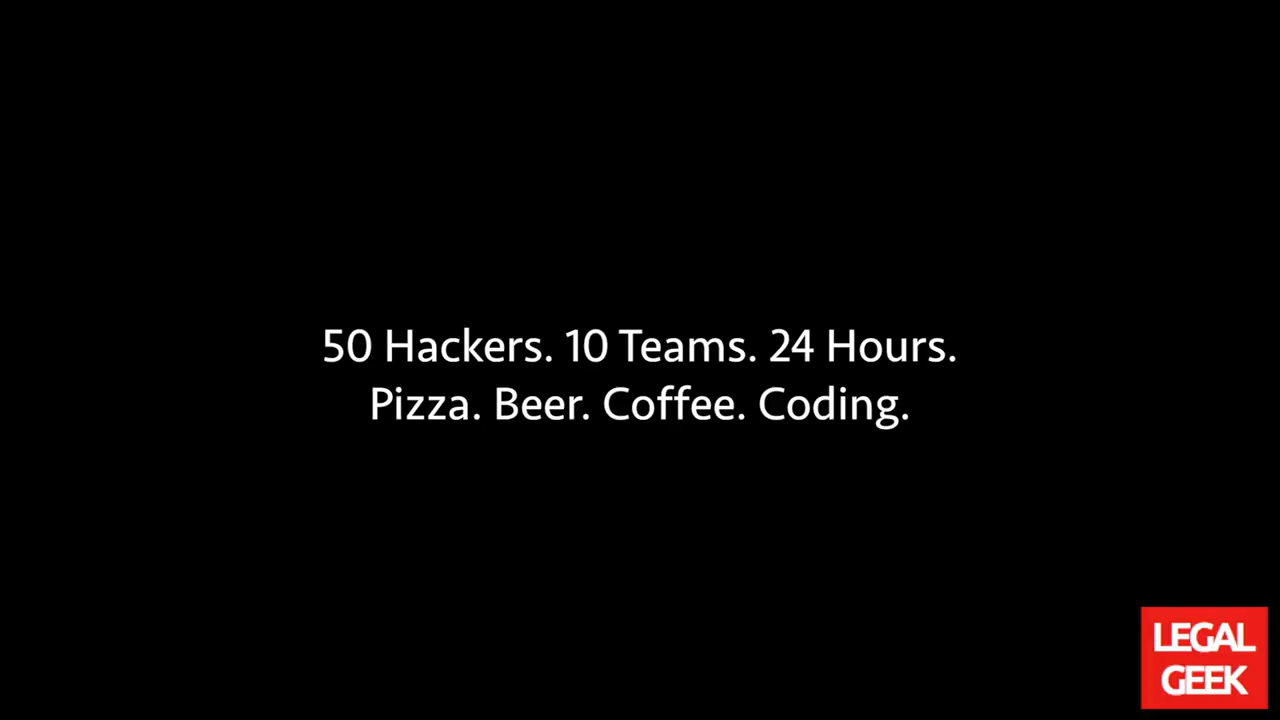 50 Hackers. 10 Teams. 24 Hours.
Pizza. Beer. Coffee. Coding.
LEGAL
GEEK